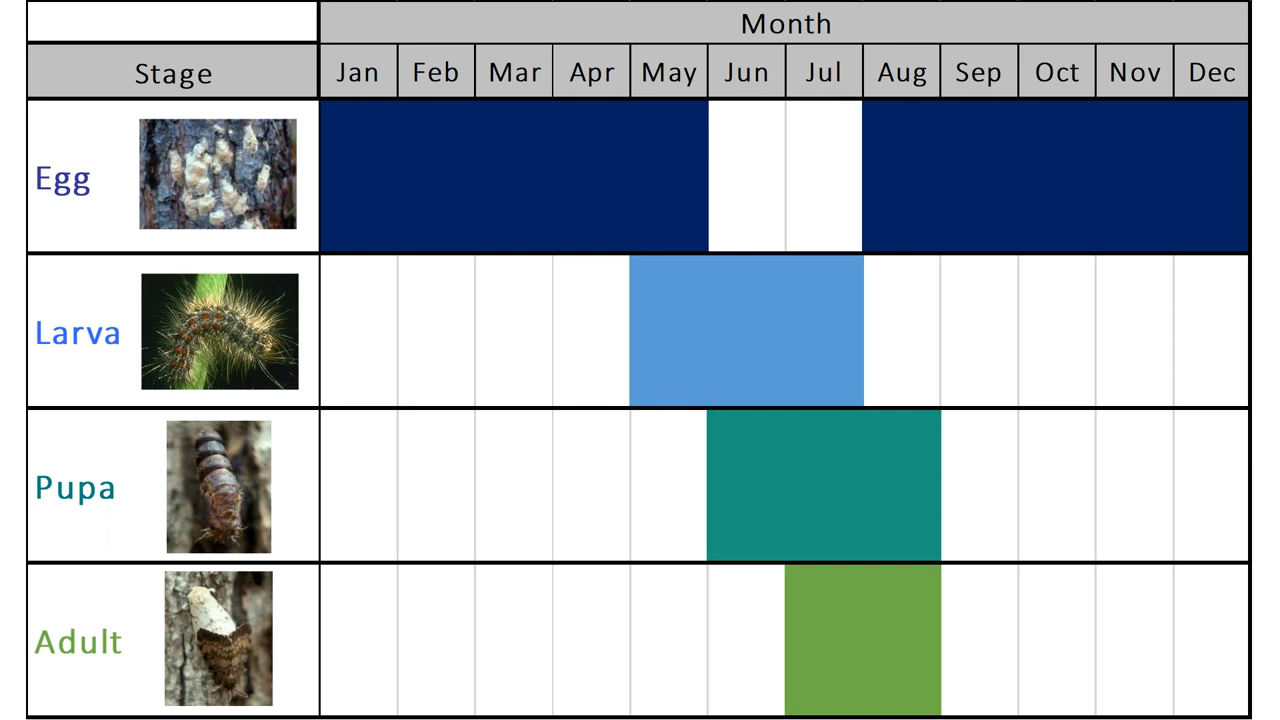 Month
Stage Jan Feb Mar Apr May Jun Jul Aug Sep Oct Nov Dec
Egg
Larva
Pupa
Adult